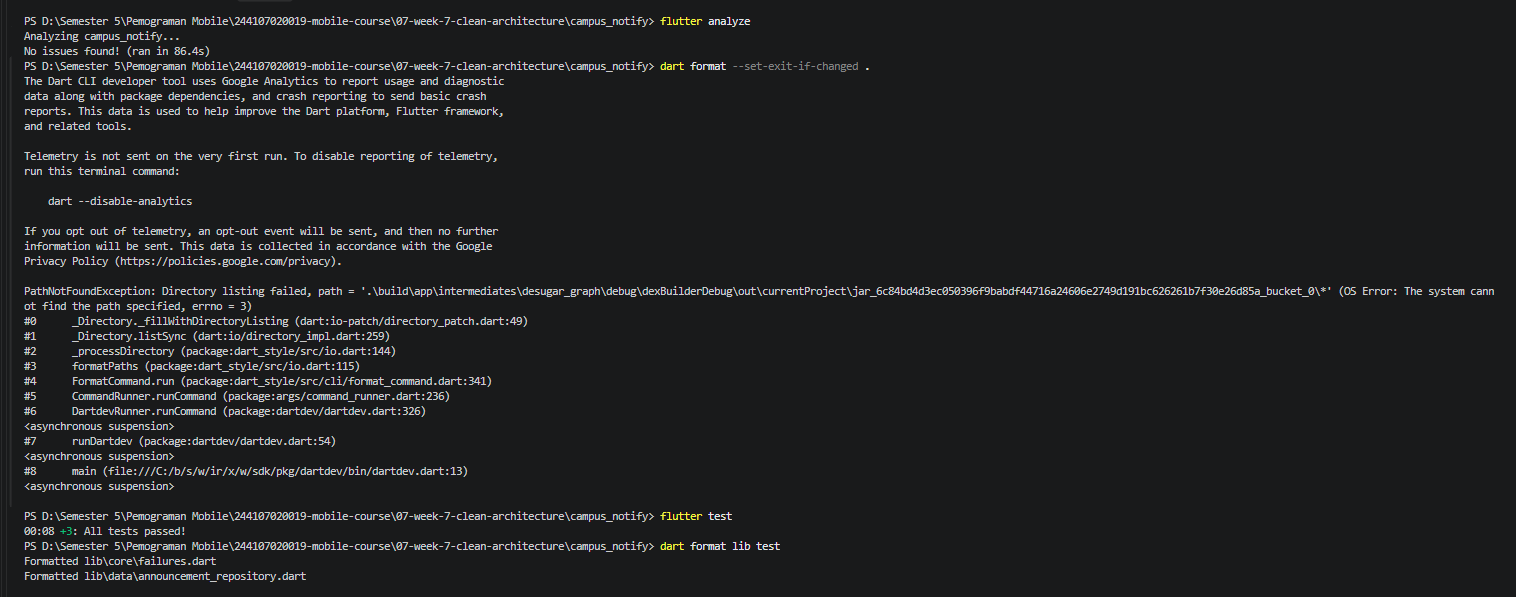 PS D:\Semester 5\Pemograman Mobile\244107020019-mobile-course\07-week-7-clean-architecture\campus_notify> flutter analyze
Analyzing campus_notify...
No issues found! (ran in 86.4s)
PS D:\Semester 5\Pemograman Mobile\244107020019-mobile-course\07-week-7-clean-architecture\campus_notify> dart format --set-exit-if-changed .
The Dart CLI developer tool uses Google Analytics to report usage and diagnostic
data along with package dependencies, and crash reporting to send basic crash
reports. This data is used to help improve the Dart platform, Flutter framework,
and related tools.
Telemetry is not sent on the very first run. To disable reporting of telemetry,
run this terminal command:
dart --disable-analytics
If you opt out of telemetry, an opt-out event will be sent, and then no further
information will be sent. This data is collected in accordance with the Google
Privacy Policy (https://policies.google.com/privacy).
PathNotFoundException: Directory listing failed, path = '.\build\app\intermediates\desugar_graph\debug\dexBuilderDebug\out\currentProject\jar_6c84bd4d3ec050396f9babdf44716a24606e2749d191bc626261b7f30e26d85a_bucket_0\*' (OS Error: The system cann
ot find the path specified, errno = 3)
#0      _Directory._fillWithDirectoryListing (dart:io-patch/directory_patch.dart:49)
#1      _Directory.listSync (dart:io/directory_impl.dart:259)
#2      _processDirectory (package:dart_style/src/io.dart:144)
#3      formatPaths (package:dart_style/src/io.dart:115)
#4      FormatCommand.run (package:dart_style/src/cli/format_command.dart:341)
#5      CommandRunner.runCommand (package:args/command_runner.dart:236)
#6      DartdevRunner.runCommand (package:dartdev/dartdev.dart:326)
<asynchronous suspension>
#7      runDartdev (package:dartdev/dartdev.dart:54)
<asynchronous suspension>
#8      main (file:///C:/b/s/w/ir/x/w/sdk/pkg/dartdev/bin/dartdev.dart:13)
<asynchronous suspension>
PS D:\Semester 5\Pemograman Mobile\244107020019-mobile-course\07-week-7-clean-architecture\campus_notify> flutter test
00:08 +3: All tests passed!
PS D:\Semester 5\Pemograman Mobile\244107020019-mobile-course\07-week-7-clean-architecture\campus_notify> dart format lib test
Formatted lib\core\failures.dart
Formatted lib\data\announcement_repository.dart